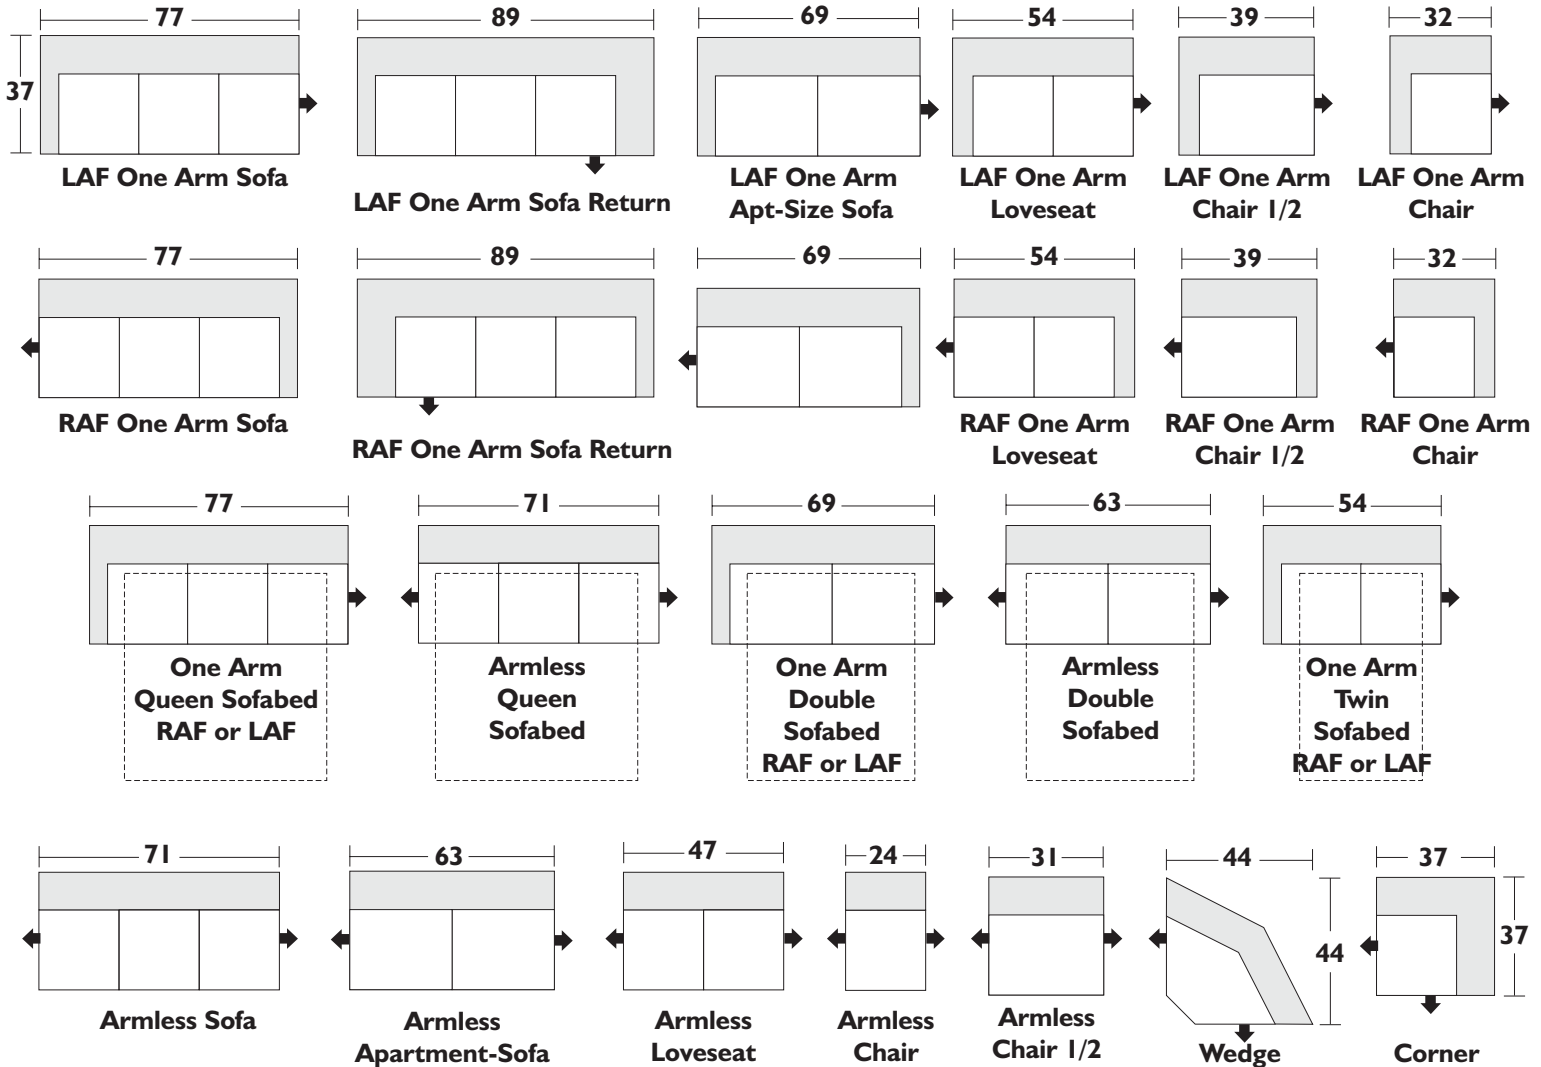 77 89 69 54 39 32
37
LAF One Arm Sofa
LAF One Arm Sofa Return
LAF One Arm
Apt-Size Sofa
LAF One Arm
Loveseat
LAF One Arm
Chair 1/2
LAF One Arm
Chair
77 89 69 54 39 32
RAF One Arm Sofa
RAF One Arm Sofa Return
RAF One Arm
Loveseat
RAF One Arm
Chair 1/2
RAF One Arm
Chair
77 71 69 63 54
One Arm
Queen Sofabed
RAF or LAF
Armless
Queen
Sofabed
One Arm
Double
Sofabed
RAF or LAF
Armless
Double
Sofabed
One Arm
Twin
Sofabed
RAF or LAF
71 63 47 24 31 44 37
44
37
Armless Sofa
Armless
Apartment-Sofa
Armless
Loveseat
Armless
Chair
Armless
Chair 1/2
Wedge
Corner